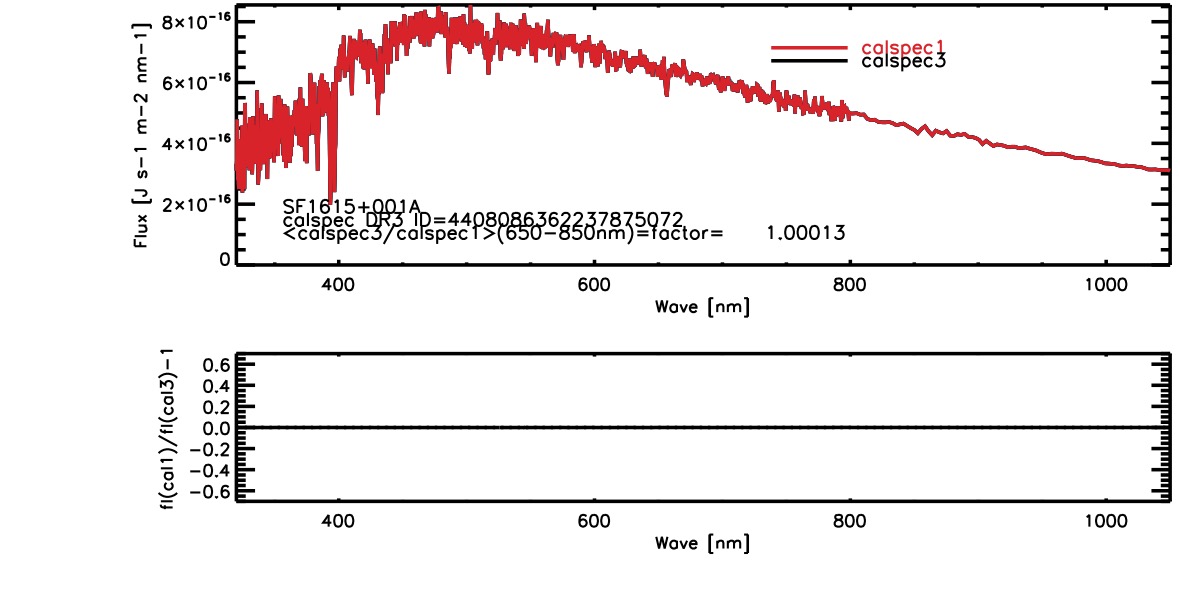 8×10−16
6×10−16
4×10−16
2×10−16
0
Flux [J s−1 m−2 nm−1]
calspec1
calspec3
SF1615+001A
calspec DR3 ID=4408086362237875072
<calspec3/calspec1>(650−850nm)=factor= 1.00013
400 600 800 1000
Wave [nm]
fl(cal1)/fl(cal3)−1
0.6
0.4
0.2
0.0
−0.2
−0.4
−0.6
400 600 800 1000
Wave [nm]